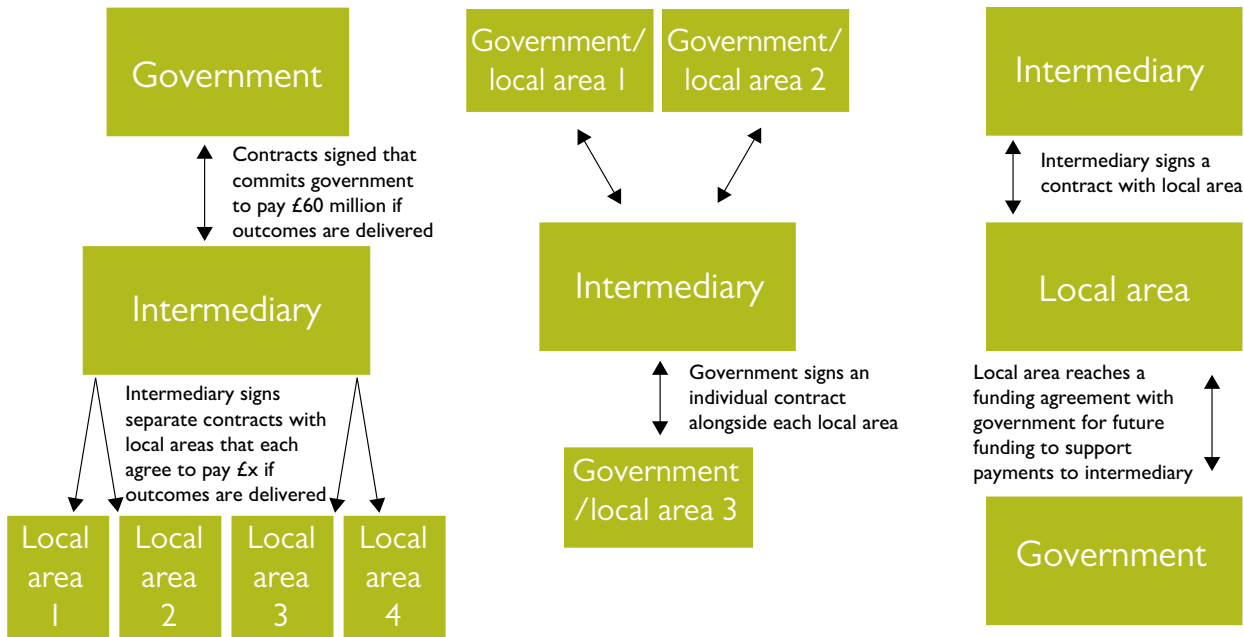 Government
Contracts signed that
commits government
to pay £60 million if
outcomes are delivered
Intermediary
Intermediary signs
separate contracts with
local areas that each
agree to pay £x if
outcomes are delivered
Local
area
1
Local
area
2
Local
area
3
Local
area
4
Government/
local area 1
Government/
local area 2
Intermediary
Government signs an
individual contract
alongside each local area
Government
/local area 3
Intermediary
Intermediary signs a
contract with local area
Local area
Local area reaches a
funding agreement with
government for future
funding to support
payments to intermediary
Government